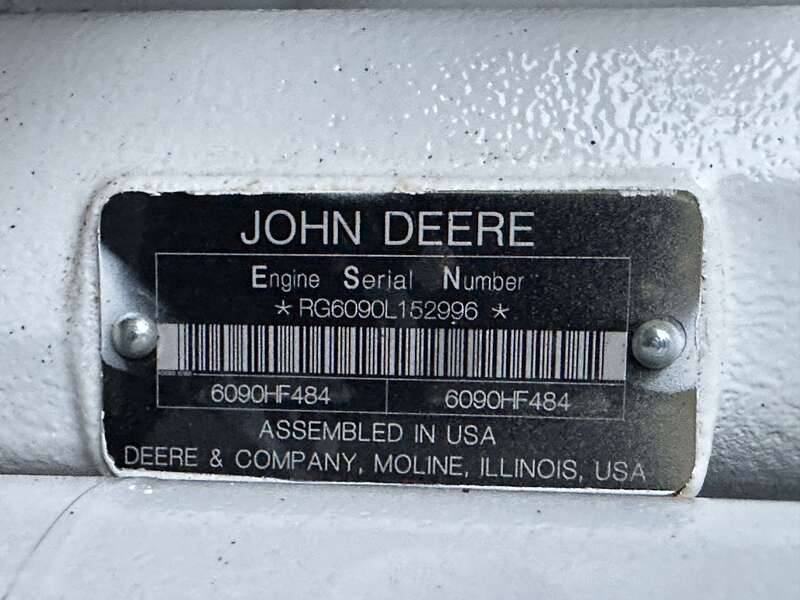 JOHN DEERE
Engine Serial Number
* RG6090L152996 *
6090HF484 6090HF484
ASSEMBLED IN USA
DEERE & COMPANY, MOLINE, ILLINOIS, USA